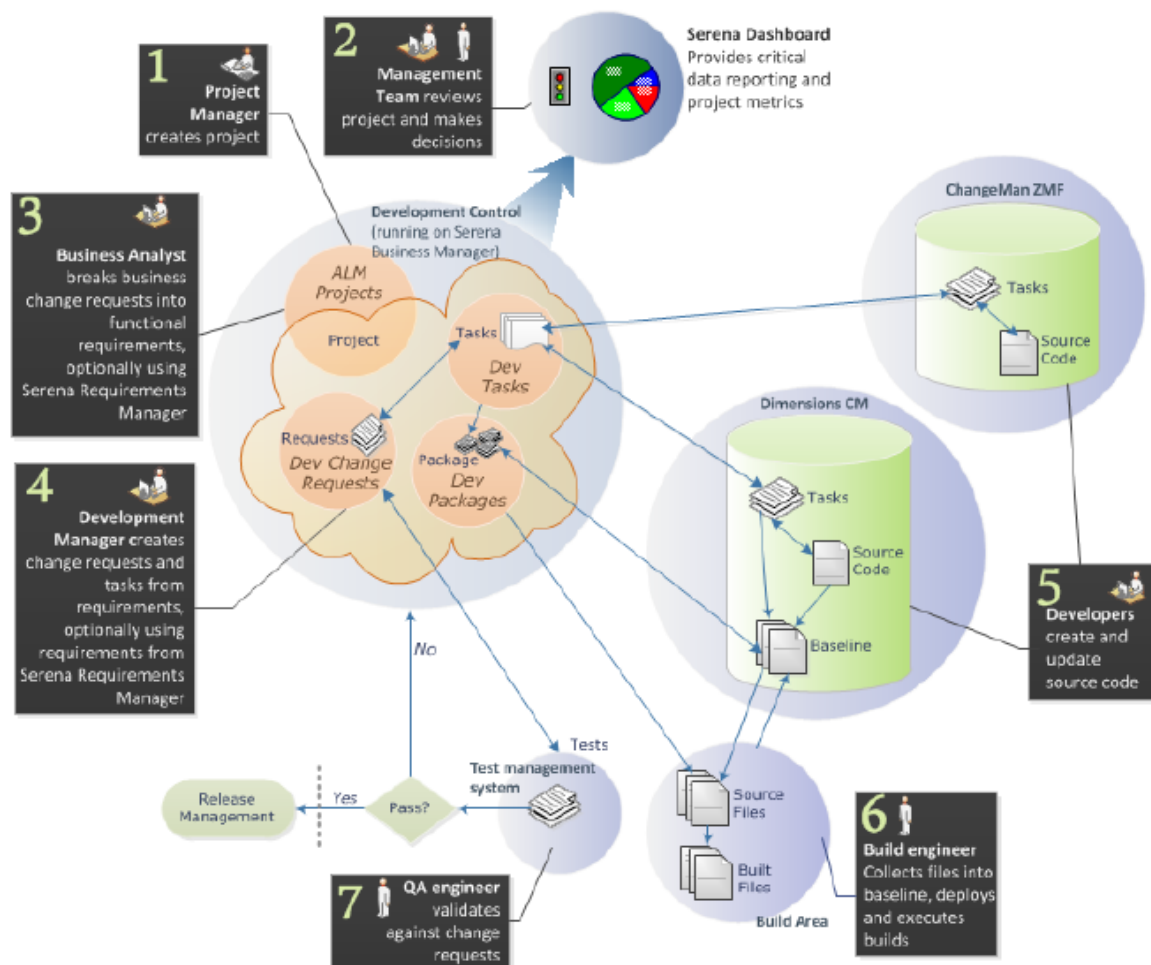 1
Project
Manager
creates project
2
Management
Team reviews
project and makes
decisions
Serena Dashboard
Provides critical
data reporting and
project metrics
3
Business Analyst
breaks business
change requests into
functional
requirements,
optionally using
Serena Requirements
Manager
Development Control
(running on Serena
Business Manager)
ALM
Projects
Project
Tasks
Dev
Tasks
Requests
Dev Change
Requests
Package
Dev
Packages
ChangeMan ZMF
Tasks
Source
Code
Dimensions CM
Tasks
Source
Code
Baseline
4
Development
Manager creates
change requests and
tasks from
requirements,
optionally using
requirements from
Serena Requirements
Manager
5
Developers
create and
update
source code
No
Tests
Test management
system
Pass?
Yes
Release
Management
Source
Files
Built
Files
Build Area
6
Build engineer
Collects files into
baseline, deploys
and executes
builds
7
QA engineer
validates
against change
requests